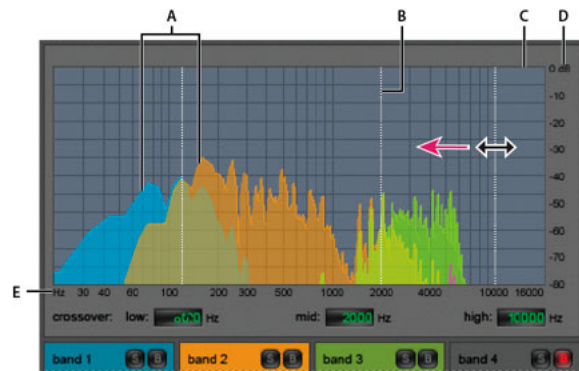 A B C D
0 dB
-10
-20
-30
-40
-50
-60
-70
-80
E Hz 30 40 60 100 200 300 500 1000 2000 4000 10000 16000
crossover: low: Hz mid: 2000 Hz high: 10000 Hz
band 1 S B band 2 S B band 3 S B band 4 S